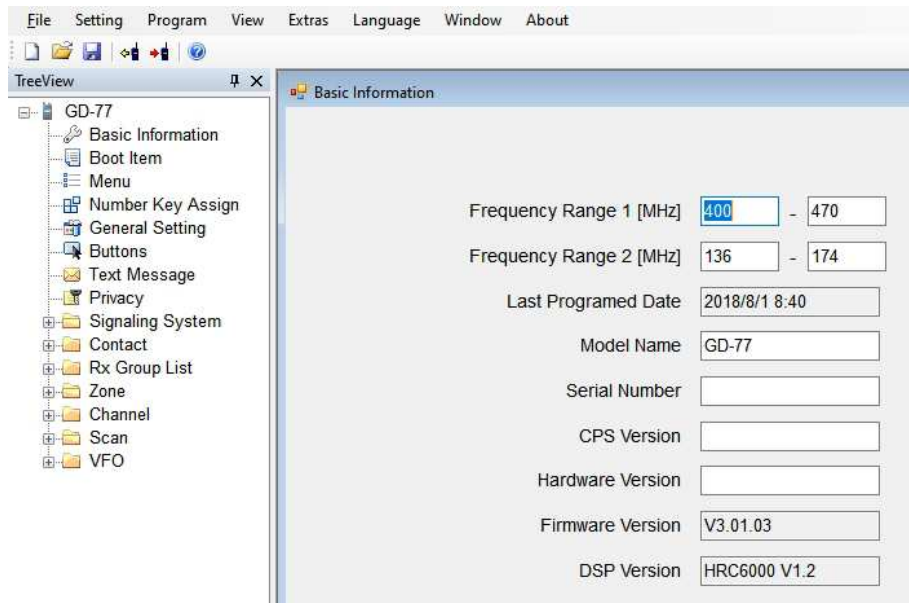 File Setting Program View Extras Language Window About
TreeView
GD-77
Basic Information
Boot Item
Menu
Number Key Assign
General Setting
Buttons
Text Message
Privacy
Signaling System
Contact
Rx Group List
Zone
Channel
Scan
VFO
Basic Information
Frequency Range 1 [MHz] 400 - 470
Frequency Range 2 [MHz] 136 - 174
Last Programed Date 2018/8/1 8:40
Model Name GD-77
Serial Number
CPS Version
Hardware Version
Firmware Version V3.01.03
DSP Version HRC6000 V1.2